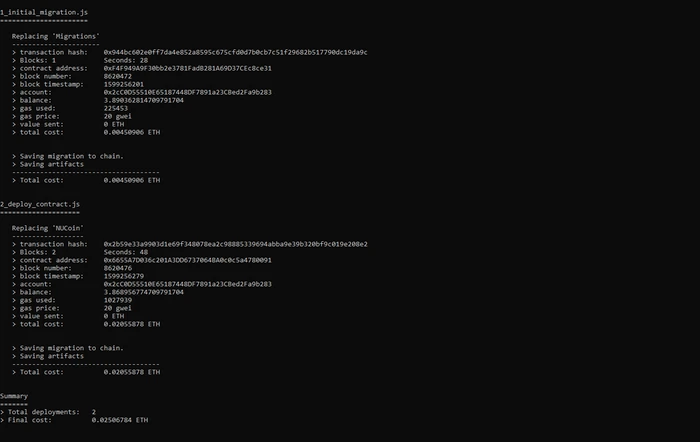 1_initial_migration.js
======================
Replacing 'Migrations'
----------------------
> transaction hash: 0x944bc602e0ff7da4e852a8595c675cfd0d7b0cb7c51f29682b517790dc19da9c
> Blocks: 1 Seconds: 28
> contract address: 0xF4F949A9F30bb2e3781FadB281A69D37CEc8ce31
> block number: 8620472
> block timestamp: 1599256201
> account: 0x2cC0D55510E65187448DF7891a23C8ed2Fa9b283
> balance: 3.890362814709791704
> gas used: 225453
> gas price: 20 gwei
> value sent: 0 ETH
> total cost: 0.00450906 ETH
> Saving migration to chain.
> Saving artifacts
-------------------------------------
> Total cost: 0.00450906 ETH
2_deploy_contract.js
====================
Replacing 'NUCoin'
------------------
> transaction hash: 0x2b59e33a9903d1e69f348078ea2c98885339694abba9e39b320bf9c019e208e2
> Blocks: 2 Seconds: 48
> contract address: 0x6655A7D036c201A3DD67370648A0c0c5a4780091
> block number: 8620476
> block timestamp: 1599256279
> account: 0x2cC0D55510E65187448DF7891a23C8ed2Fa9b283
> balance: 3.868956774709791704
> gas used: 1027939
> gas price: 20 gwei
> value sent: 0 ETH
> total cost: 0.02055878 ETH
> Saving migration to chain.
> Saving artifacts
-------------------------------------
> Total cost: 0.02055878 ETH
Summary
=======
> Total deployments: 2
> Final cost: 0.02506784 ETH